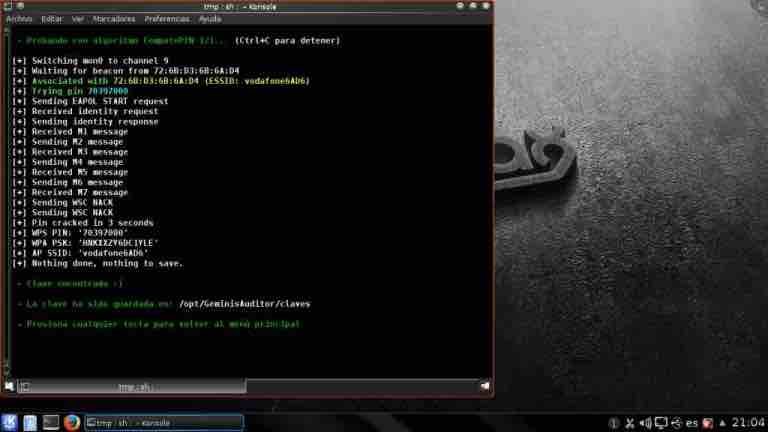 tmp : sh : - Konsole
Archivo Editar Ver Marcadores Preferencias Ayuda
- Probando con algoritmo ComputePIN 1/1... (Ctrl+C para detener)
[+] Switching mon0 to channel 9
[+] Waiting for beacon from 72:6B:D3:6B:6A:D4
[+] Associated with 72:6B:D3:6B:6A:D4 (ESSID: vodafone6AD6)
[+] Trying pin 70397000
[+] Sending EAPOL START request
[+] Received identity request
[+] Sending identity response
[+] Received M1 message
[+] Sending M2 message
[+] Received M3 message
[+] Sending M4 message
[+] Received M5 message
[+] Sending M6 message
[+] Received M7 message
[+] Sending WSC NACK
[+] Sending WSC NACK
[+] Pin cracked in 3 seconds
[+] WPS PIN: '70397000'
[+] WPA PSK:
[+] AP SSID: 'vodafone6AD6'
[+] Nothing done, nothing to save.
- Clave encontrada :)
- La clave ha sido guardada en: /opt/GeminisAuditor/claves
- Presiona cualquier tecla para volver al menú principal
tmp : sh :
tmp : sh : - Konsole
es
21:04